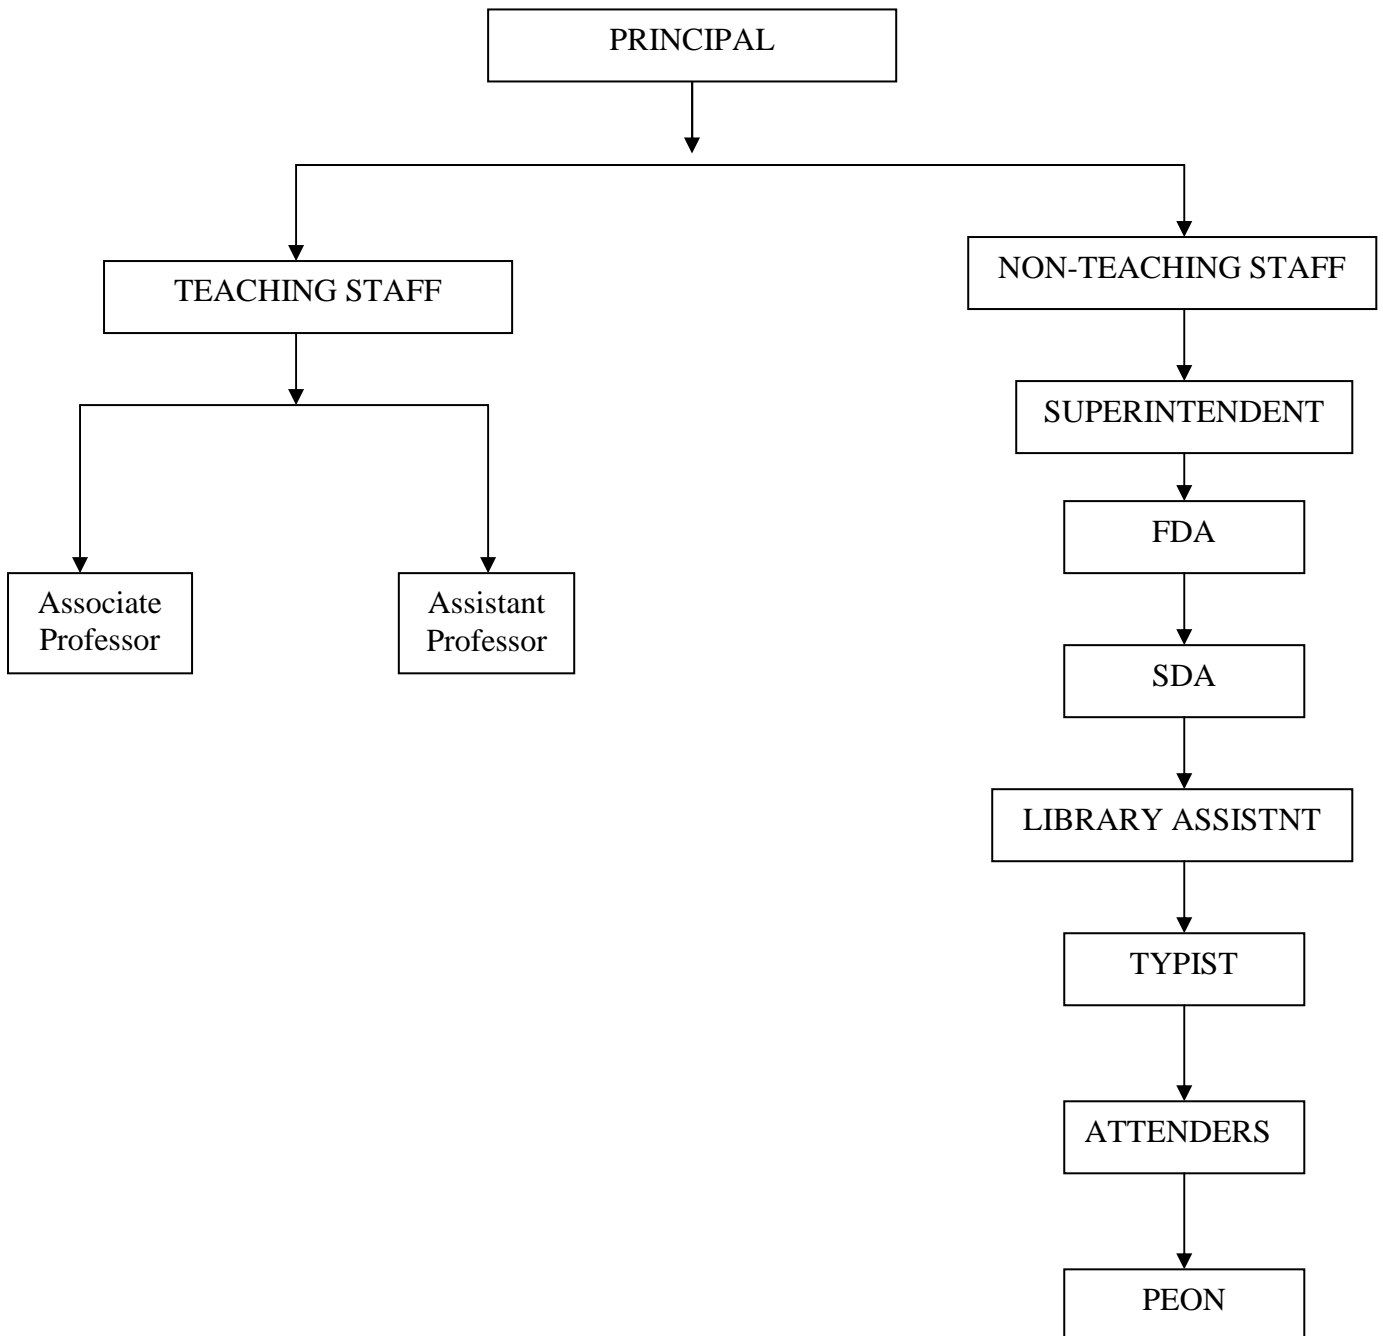 PRINCIPAL
TEACHING STAFF
NON-TEACHING STAFF
SUPERINTENDENT
FDA
Associate
Professor
Assistant
Professor
SDA
LIBRARY ASSISTNT
TYPIST
ATTENDERS
PEON